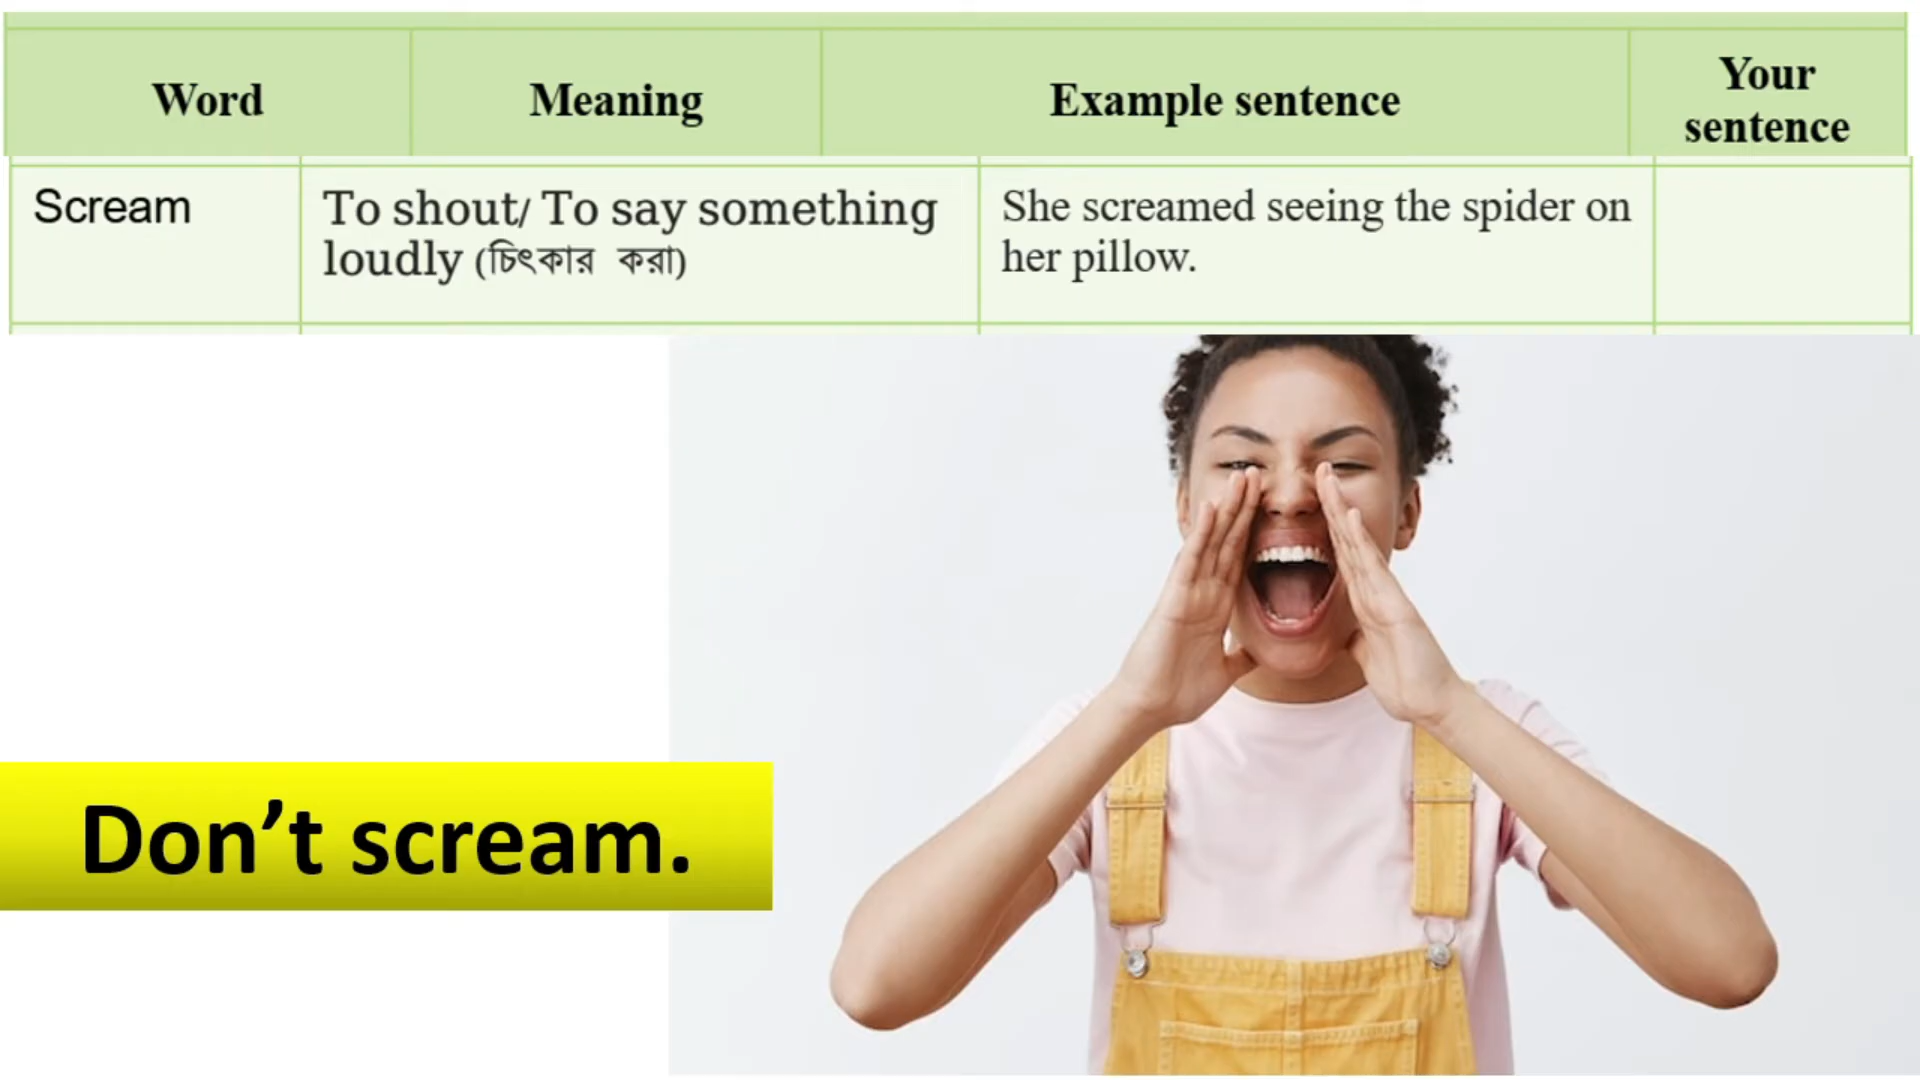 Word
Meaning
Example sentence
Your
sentence
Scream
To shout/ To say something
loudly (চিৎকার করা)
She screamed seeing the spider on
her pillow.
Don’t scream.